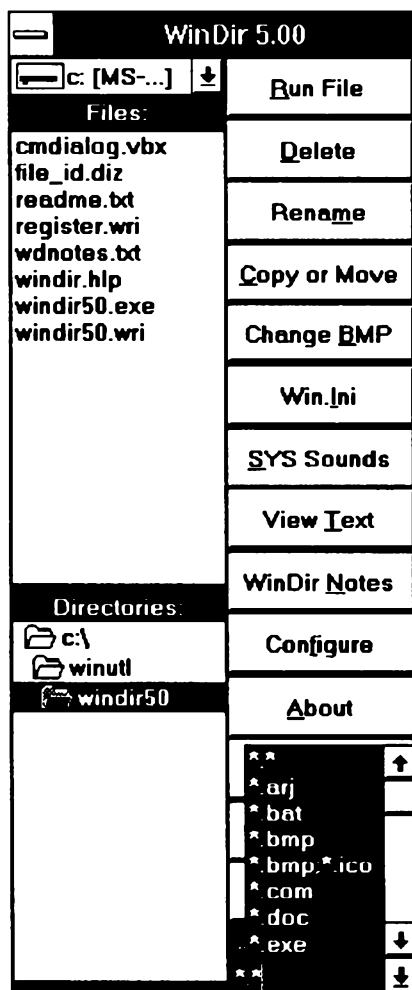 WinDir 5.00
c: [MS-...]
Files:
cmdialog.vbx
file_id.diz
readme.txt
register.wri
wdnotes.txt
windir.hlp
windir50.exe
windir50.wri
Directories:
c:\
winutl
windir50
Run File
Delete
Rename
Copy or Move
Change BMP
Win.Ini
SYS Sounds
View Text
WinDir Notes
Configure
About
*.*
*.arj
*.bat
*.bmp
*.bmp;*.ico
*.com
*.doc
*.exe
*.*